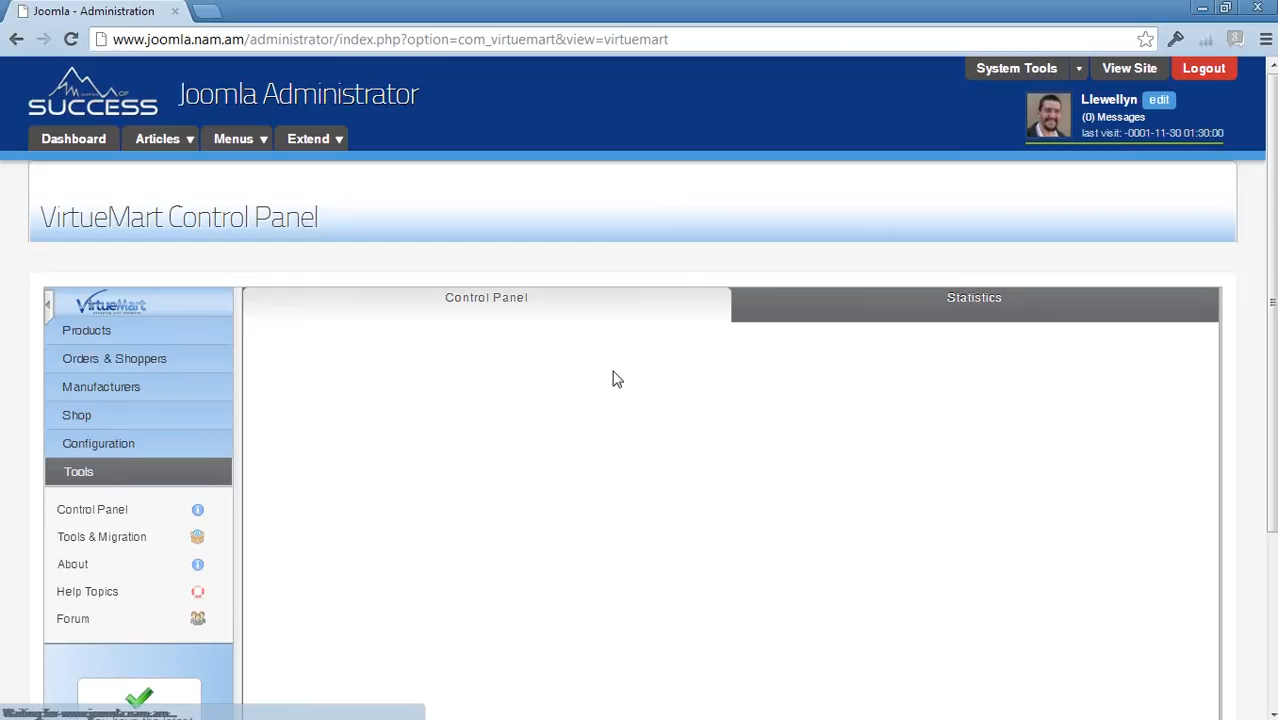 Joomla - Administration
www.joomla.nam.am/administrator/index.php?option=com_virtuemart&view=virtuemart
System Tools
View Site
Logout
SUCCESS
Joomla Administrator
Llewellyn
edit
(0) Messages
last visit: -0001-11-30 01:30:00
Dashboard
Articles
Menus
Extend
VirtueMart Control Panel
VirtueMart
Control Panel
Statistics
Products
Orders & Shoppers
Manufacturers
Shop
Configuration
Tools
Control Panel
Tools & Migration
About
Help Topics
Forum